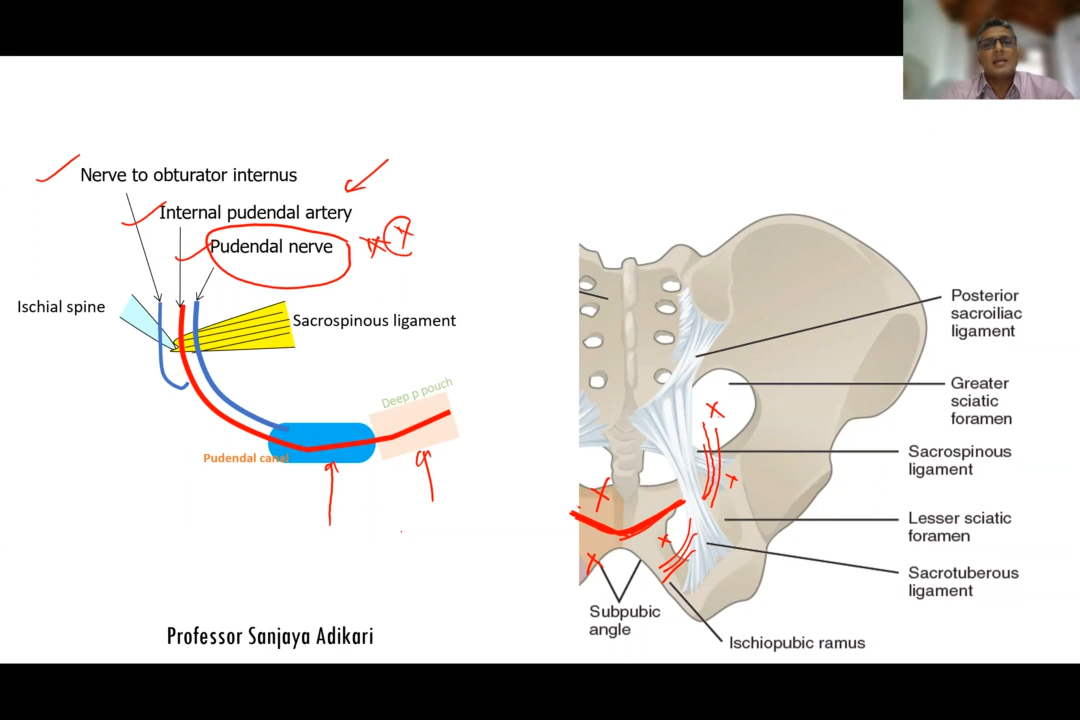 Nerve to obturator internus
Internal pudendal artery
Pudendal nerve
Ischial spine
Sacrospinous ligament
Deep p pouch
Pudendal canal
Professor Sanjaya Adikari
Posterior
sacroiliac
ligament
Greater
sciatic
foramen
Sacrospinous
ligament
Lesser sciatic
foramen
Sacrotuberous
ligament
Subpubic
angle
Ischiopubic ramus